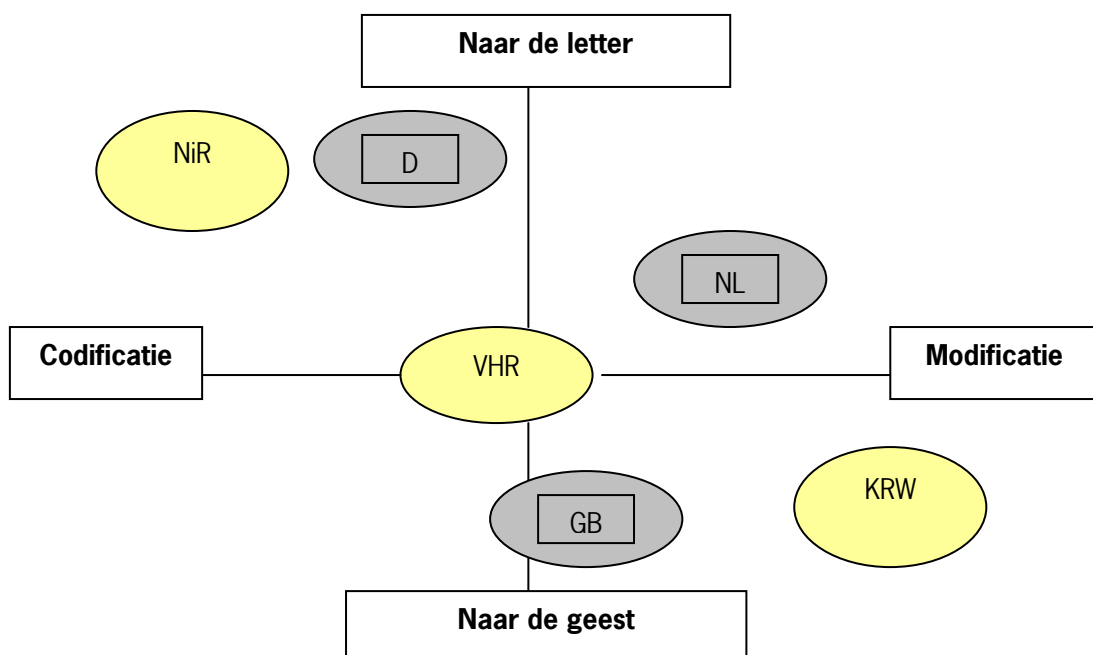 Naar de letter
NiR
D
NL
Codificatie
VHR
Modificatie
KRW
GB
Naar de geest